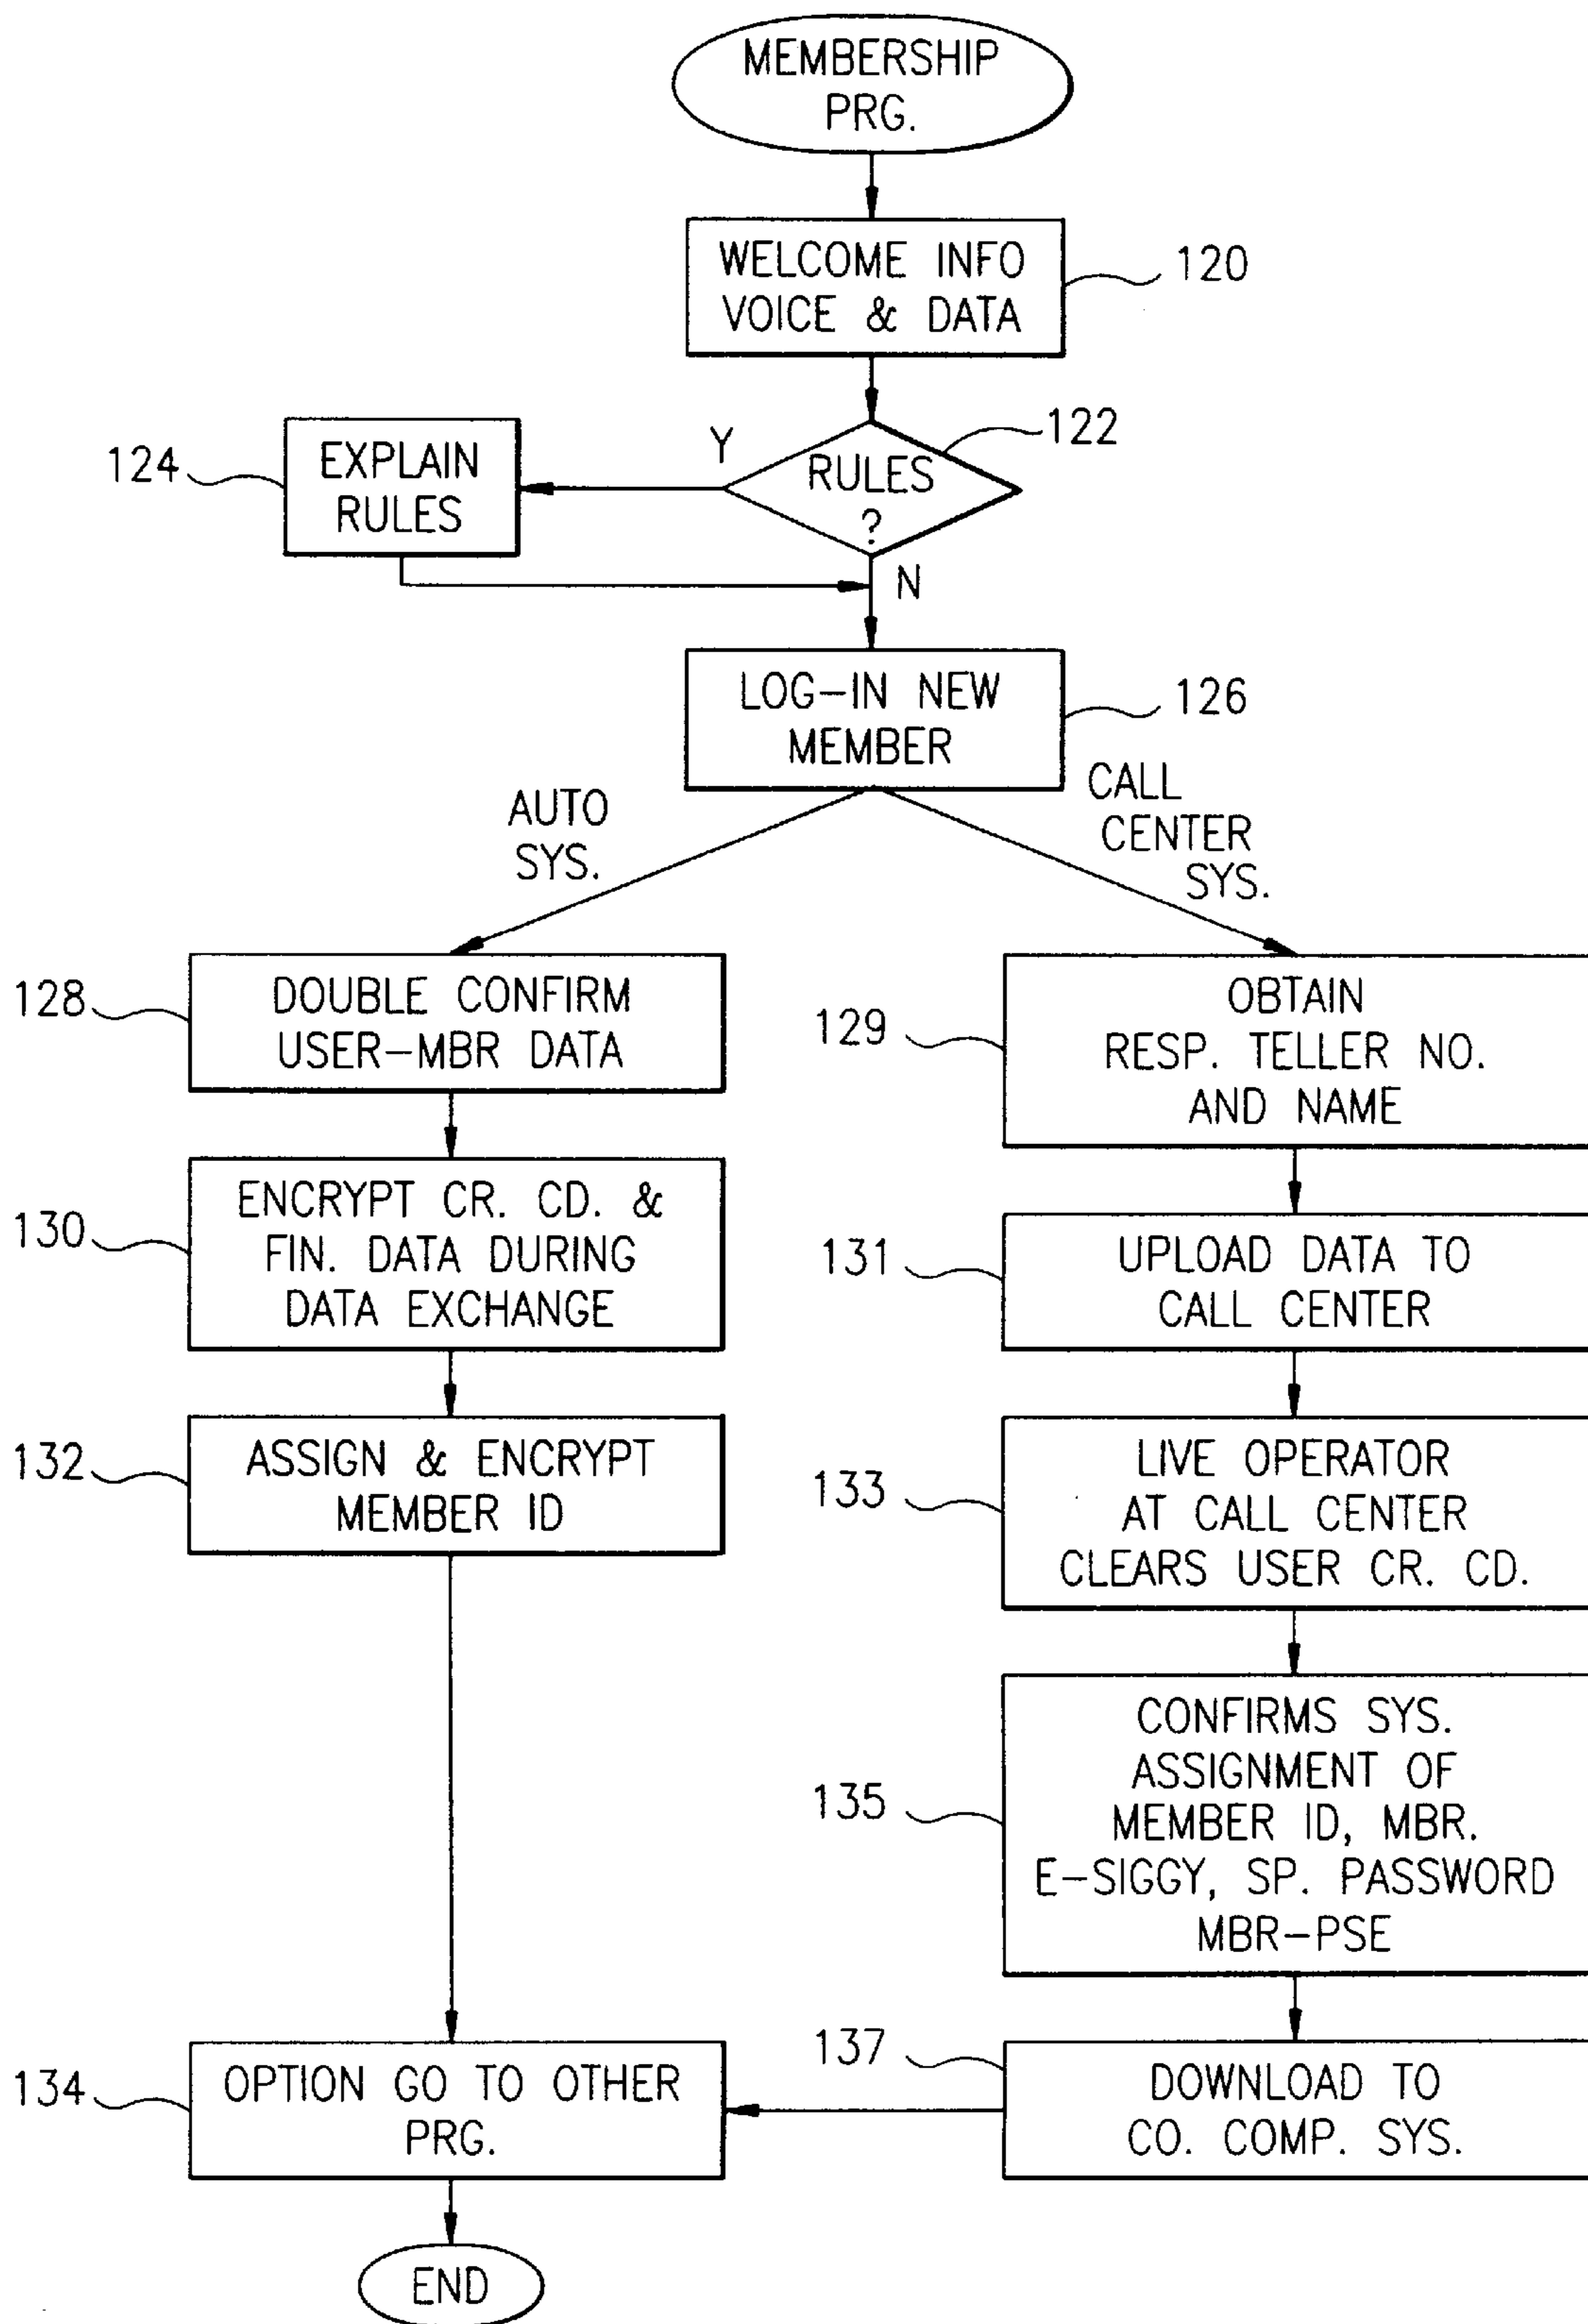 MEMBERSHIP
PRG.
WELCOME INFO
VOICE & DATA
120
122
Y
RULES
?
124
EXPLAIN
RULES
N
LOG-IN NEW
MEMBER
126
AUTO
SYS.
CALL
CENTER
SYS.
128
DOUBLE CONFIRM
USER-MBR DATA
129
OBTAIN
RESP. TELLER NO.
AND NAME
130
ENCRYPT CR. CD. &
FIN. DATA DURING
DATA EXCHANGE
131
UPLOAD DATA TO
CALL CENTER
132
ASSIGN & ENCRYPT
MEMBER ID
133
LIVE OPERATOR
AT CALL CENTER
CLEARS USER CR. CD.
135
CONFIRMS SYS.
ASSIGNMENT OF
MEMBER ID, MBR.
E-SIGGY, SP. PASSWORD
MBR-PSE
134
OPTION GO TO OTHER
PRG.
137
DOWNLOAD TO
CO. COMP. SYS.
END